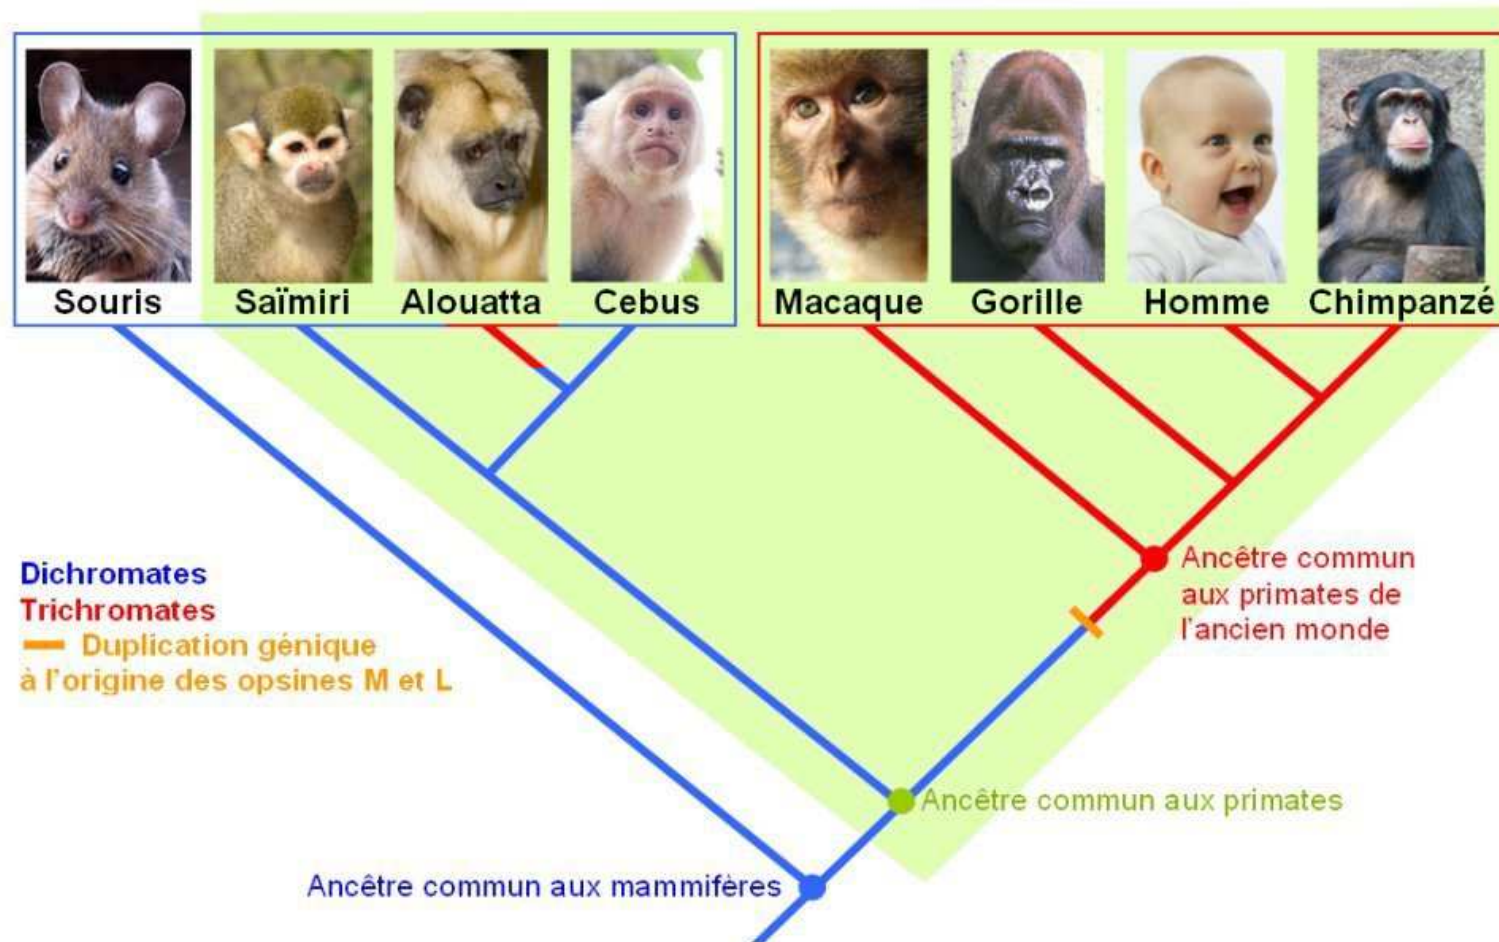 Souris Saïmiri Alouatta Cebus Macaque Gorille Homme Chimpanzé
Dichromates
Trichromates
Duplication génique
à l'origine des opsines M et L
Ancêtre commun
aux primates de
l'ancien monde
Ancêtre commun aux primates
Ancêtre commun aux mammifères